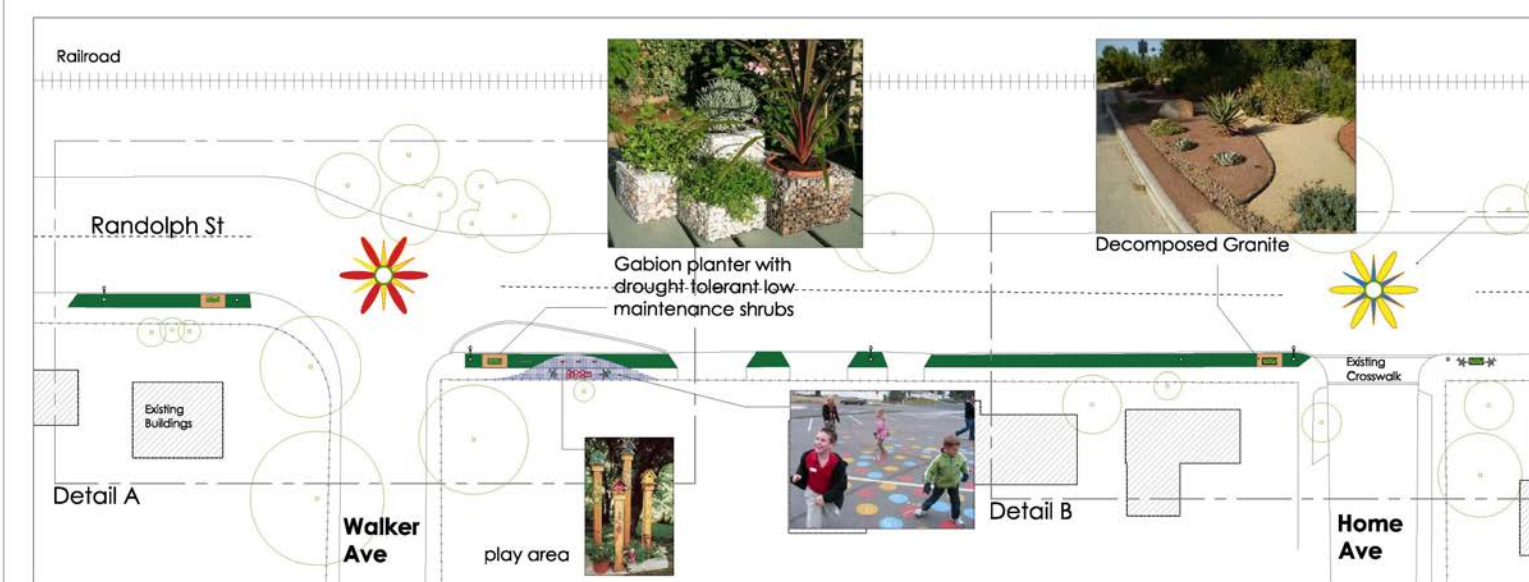 Railroad
Randolph St
Gabion planter with
drought tolerant low
maintenance shrubs
Decomposed Granite
Existing
Crosswalk
Existing
Buildings
Detail A
Walker
Ave
play area
Detail B
Home
Ave